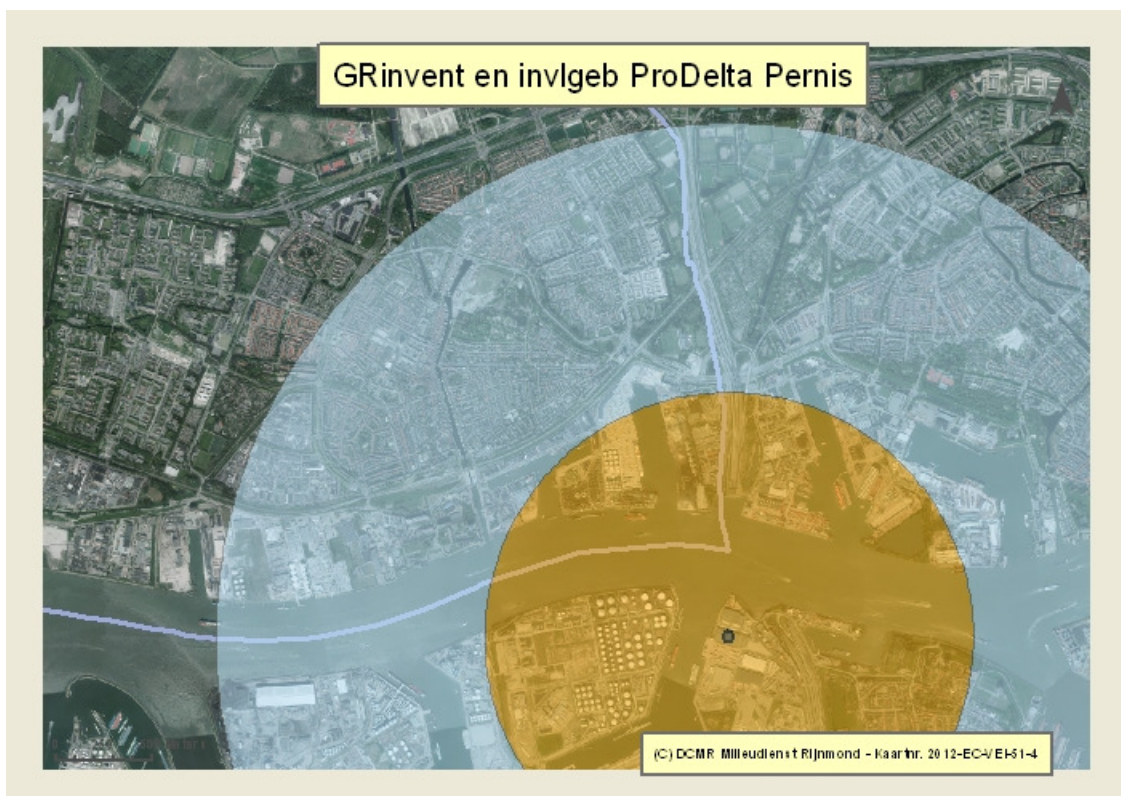 GRinvent en invlgeb ProDelta Pernis
(C) DCMR Milieudienst Rijnmond - Kaartnr. 2012-EC-VEI-51-4